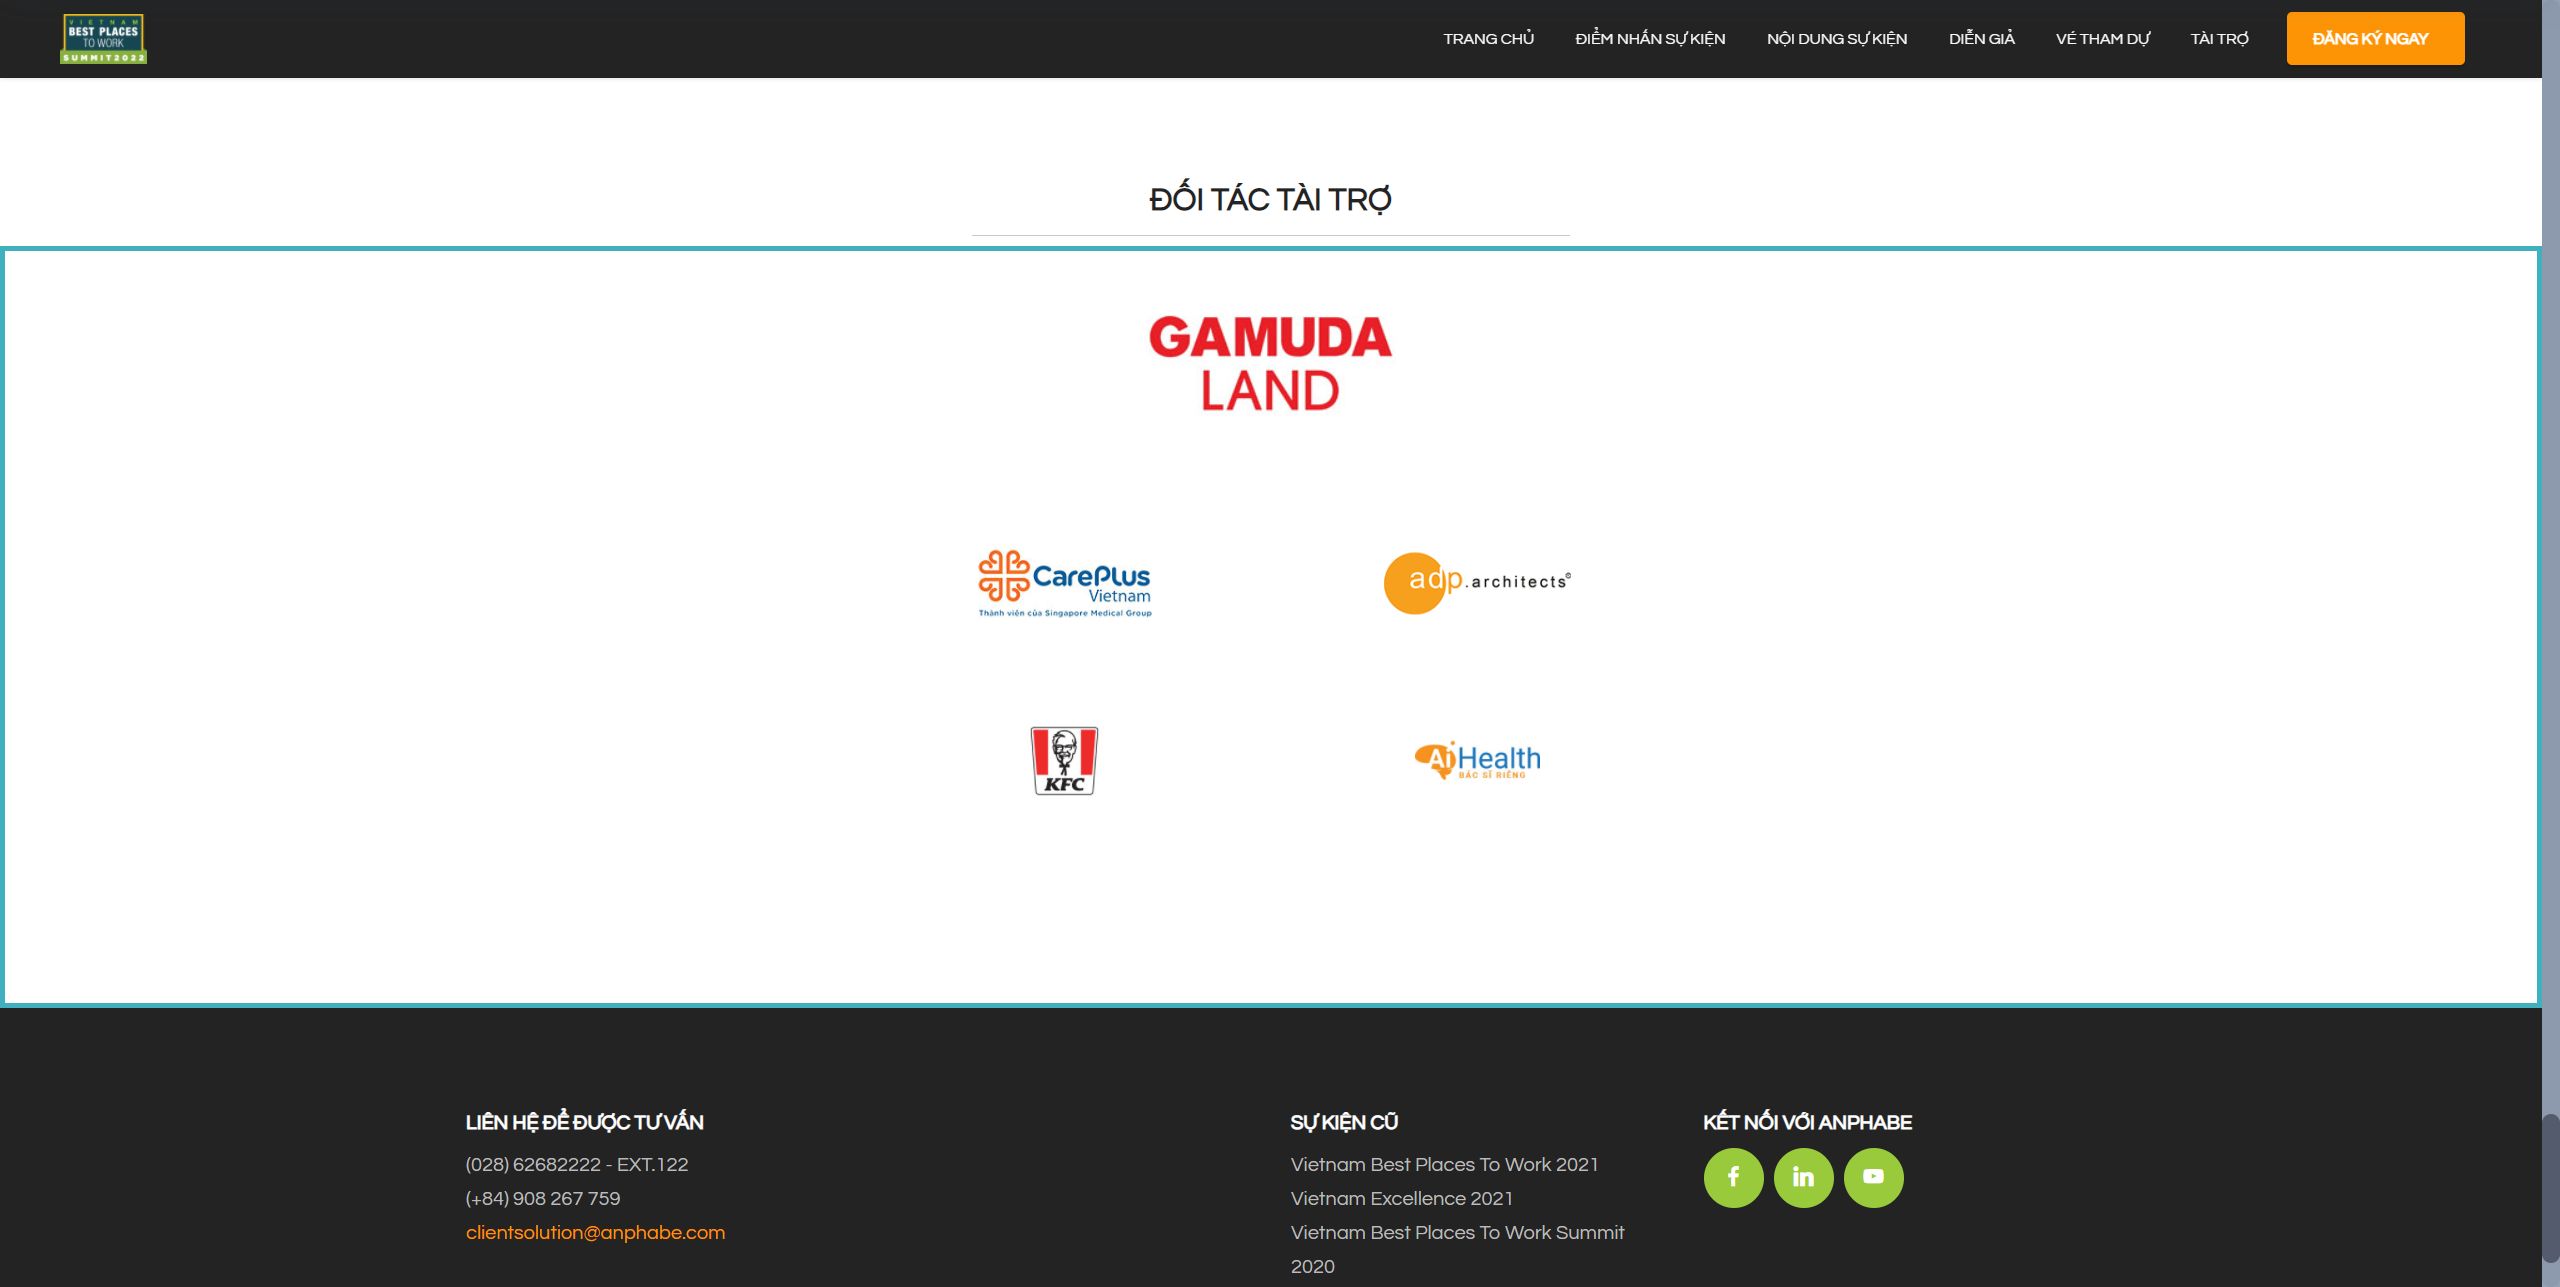 VIETNAM
BEST PLACES
TO WORK
SUMMIT2022
TRANG CHỦ
ĐIỂM NHẤN SỰ KIỆN
NỘI DUNG SỰ KIỆN
DIỄN GIẢ
VÉ THAM DỰ
TÀI TRỢ
ĐĂNG KÝ NGAY
ĐỐI TÁC TÀI TRỢ
GAMUDA
LAND
CarePlus
Vietnam
Thành viên của Singapore Medical Group
adp.architects®
KFC
AiHealth
BÁC SĨ RIÊNG
LIÊN HỆ ĐỂ ĐƯỢC TƯ VẤN
(028) 62682222 - EXT.122
(+84) 908 267 759
clientsolution@anphabe.com
SỰ KIỆN CŨ
Vietnam Best Places To Work 2021
Vietnam Excellence 2021
Vietnam Best Places To Work Summit
2020
KẾT NỐI VỚI ANPHABE